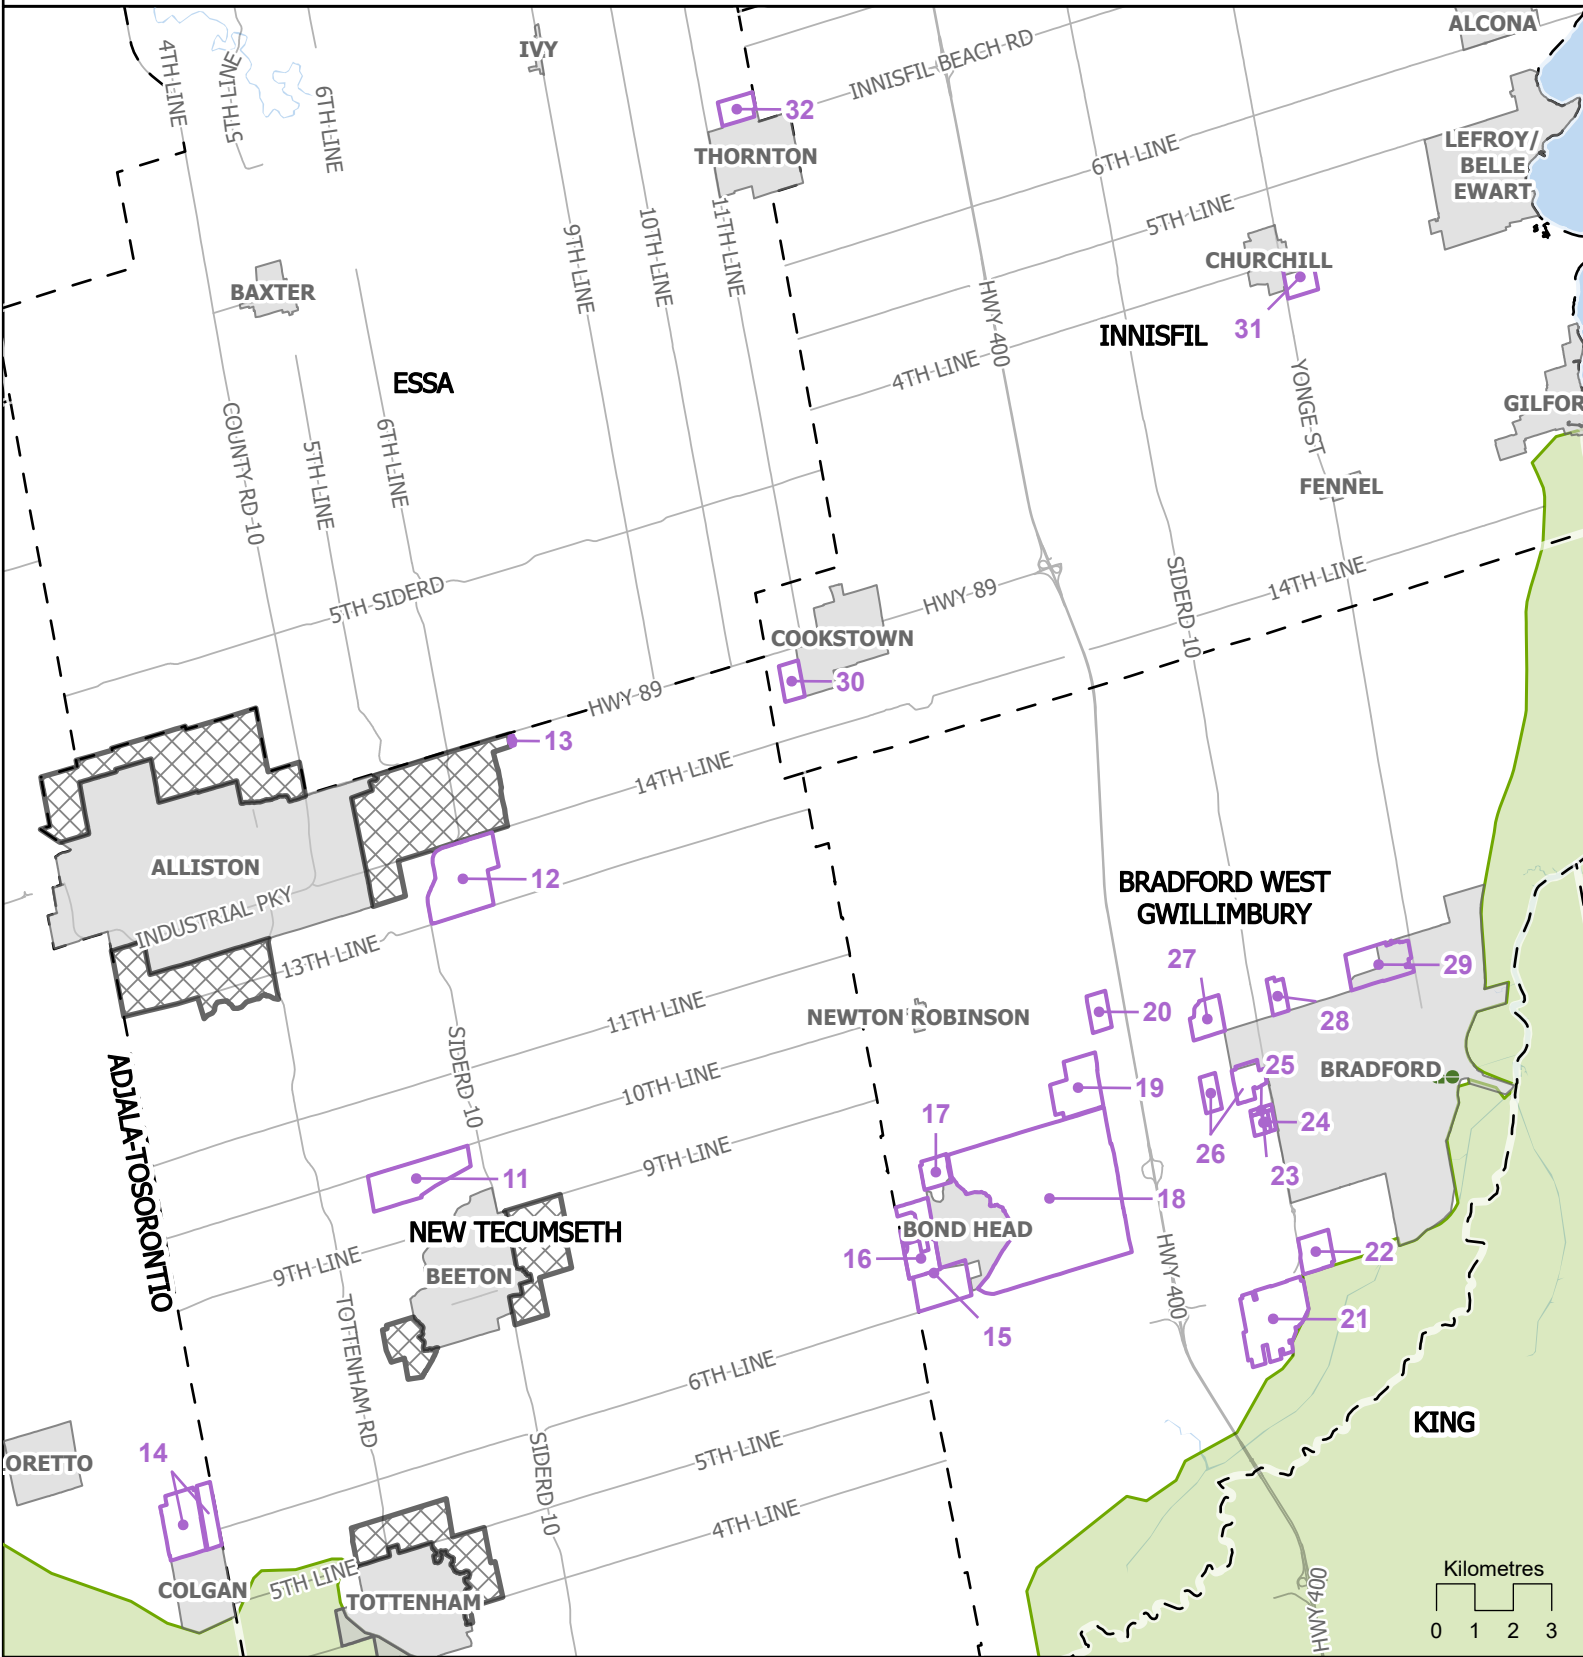 ALCONA
IVY
4TH LINE
5TH LINE
6TH LINE
INNISFIL BEACH RD
32
THORNTON
6TH LINE
LEFROY/
BELLE
EWART
5TH LINE
9TH LINE
10TH LINE
11TH LINE
CHURCHILL
BAXTER
31
INNISFIL
HWY 400
4TH LINE
ESSA
YONGE ST
GILFOR
COUNTY RD 10
5TH LINE
6TH LINE
FENNEL
5TH SIDERD
HWY 89
SIDERD 10
14TH LINE
COOKSTOWN
30
HWY 89
13
14TH LINE
ALLISTON
12
BRADFORD WEST
GWILLIMBURY
INDUSTRIAL PKY
13TH LINE
27
29
20
28
NEWTON ROBINSON
11TH LINE
SIDERD 10
25
BRADFORD
10TH LINE
19
ADJALA-TOSORONTIO
17
24
26
9TH LINE
23
11
18
NEW TECUMSETH
BOND HEAD
16
22
9TH LINE
BEETON
HWY 400
21
15
TOTTENHAM RD
6TH LINE
KING
14
ORETTO
5TH LINE
SIDERD 10
4TH LINE
COLGAN
5TH LINE
TOTTENHAM
HWY 400
Kilometres
0 1 2 3